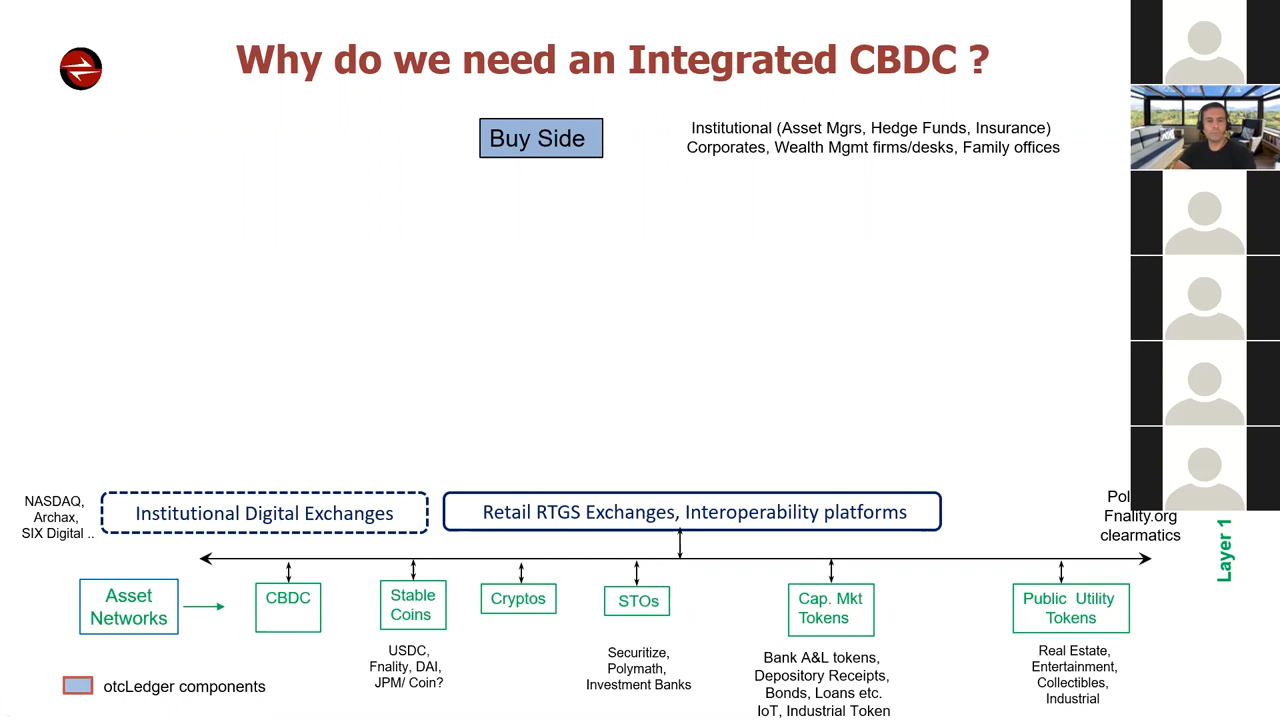 Why do we need an Integrated CBDC ?
Buy Side
Institutional (Asset Mgrs, Hedge Funds, Insurance)
Corporates, Wealth Mgmt firms/desks, Family offices
NASDAQ,
Archax,
SIX Digital ..
Institutional Digital Exchanges
Retail RTGS Exchanges, Interoperability platforms
Fnality.org
clearmatics
Layer 1
Asset
Networks
CBDC
Stable
Coins
Cryptos
STOs
Cap. Mkt
Tokens
Public Utility
Tokens
USDC,
Fnality, DAI,
JPM/ Coin?
Securitize,
Polymath,
Investment Banks
Bank A&L tokens,
Depository Receipts,
Bonds, Loans etc.
IoT, Industrial Token
Real Estate,
Entertainment,
Collectibles,
Industrial
otcLedger components